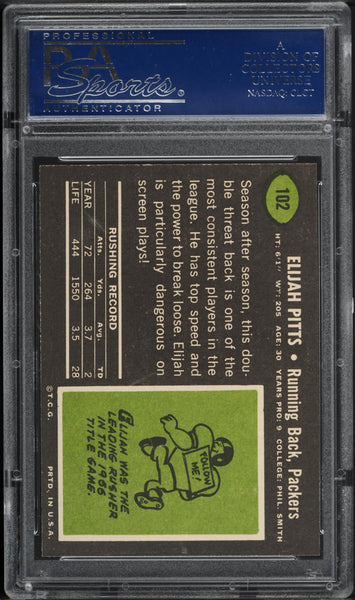 PROFESSIONAL
PSA
Sports
AUTHENTICATOR
A
DIVISION OF
COLLECTORS
UNIVERSE
NASDAQ: CLCT
102
ELIJAH PITTS • Running Back, Packers
HT: 6'1" WT: 205 AGE: 30 YEARS PRO: 9 COLLEGE: PHIL. SMITH
Season after season, this dou-
ble threat back is one of the
most consistent players in the
league. He has top speed and
the power to break loose. Elijah
is particularly dangerous on
screen plays!
RUSHING RECORD
Atts. Yds. Avg. TD
YEAR 72 264 3.7 2
LIFE 444 1550 3.5 28
FOLLOW
ME!
ELIJAH WAS THE
LEADING RUSHER
IN THE 1966
TITLE GAME.
© T.C.G. PRTD. IN U.S.A.